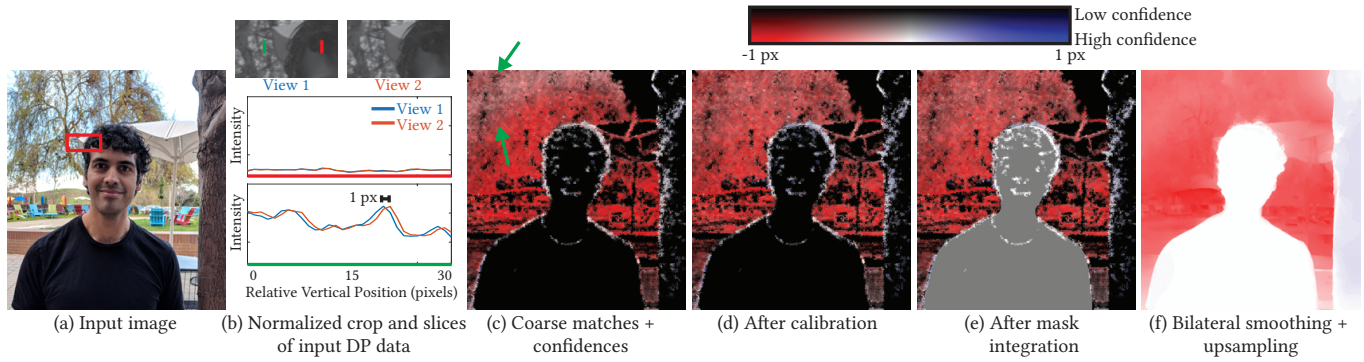 Low confidence
High confidence
-1 px
1 px
View 1
View 2
Intensity
View 1
View 2
Intensity
1 px
0
15
30
Relative Vertical Position (pixels)
(a) Input image
(b) Normalized crop and slices
of input DP data
(c) Coarse matches +
confidences
(d) After calibration
(e) After mask
integration
(f) Bilateral smoothing +
upsampling